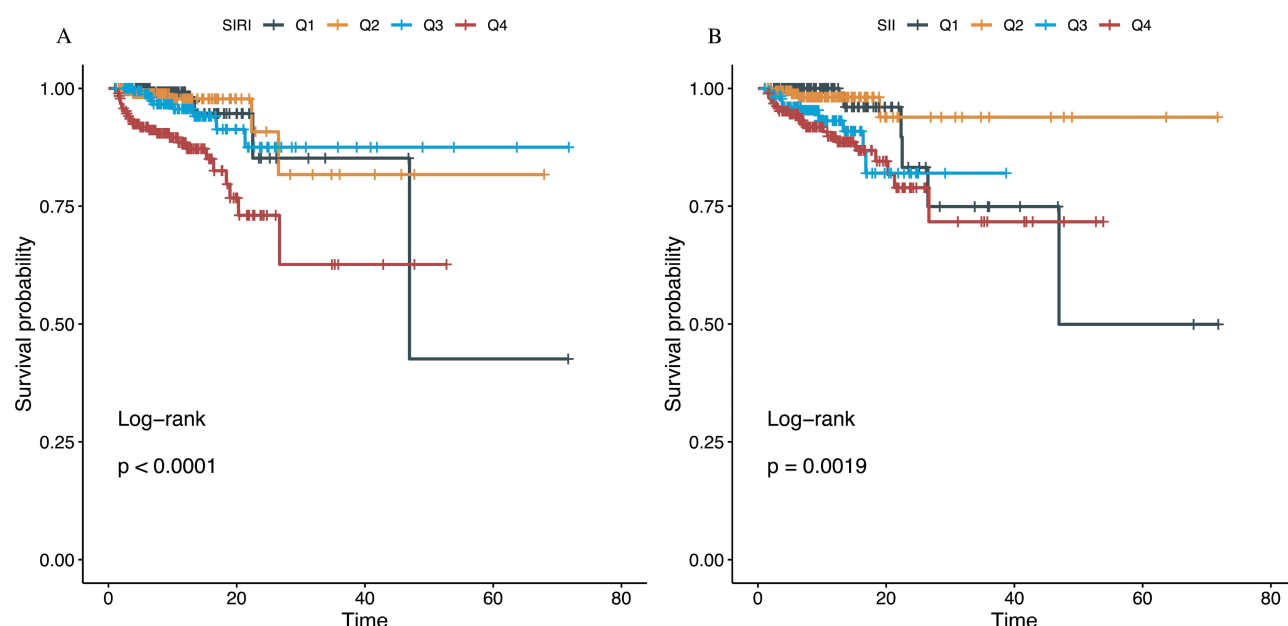 A
SIRI Q1 Q2 Q3 Q4
1.00
0.75
0.50
0.25
0.00
Survival probability
Log−rank
p < 0.0001
0 20 40 60 80
Time
B
SII Q1 Q2 Q3 Q4
1.00
0.75
0.50
0.25
0.00
Survival probability
Log−rank
p = 0.0019
0 20 40 60 80
Time